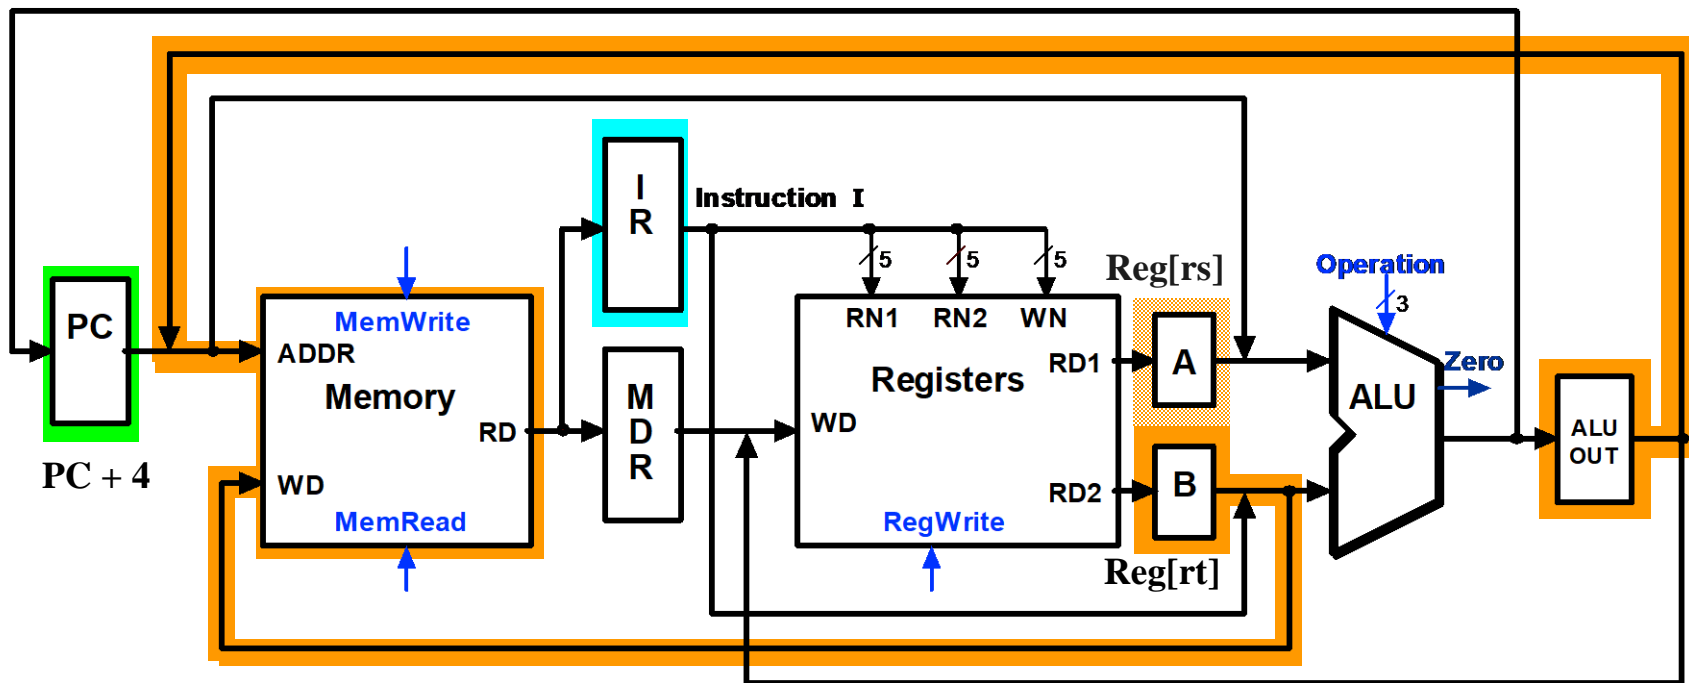 I
R
Instruction I
5
5
5
Reg[rs]
Operation
3
PC
MemWrite
ADDR
Memory
RD
WD
MemRead
PC + 4
M
D
R
RN1
RN2
WN
RD1
Registers
WD
RD2
RegWrite
A
B
Reg[rt]
Zero
ALU
ALU
OUT